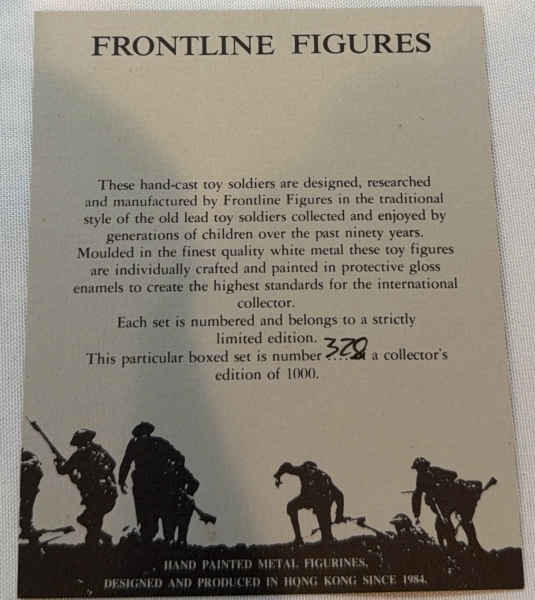 FRONTLINE FIGURES
These hand-cast toy soldiers are designed, researched
and manufactured by Frontline Figures in the traditional
style of the old lead toy soldiers collected and enjoyed by
generations of children over the past ninety years.
Moulded in the finest quality white metal these toy figures
are individually crafted and painted in protective gloss
enamels to create the highest standards for the international
collector.
Each set is numbered and belongs to a strictly
limited edition.
This particular boxed set is number a collector's
edition of 1000.
HAND PAINTED METAL FIGURINES,
DESIGNED AND PRODUCED IN HONG KONG SINCE 1984.